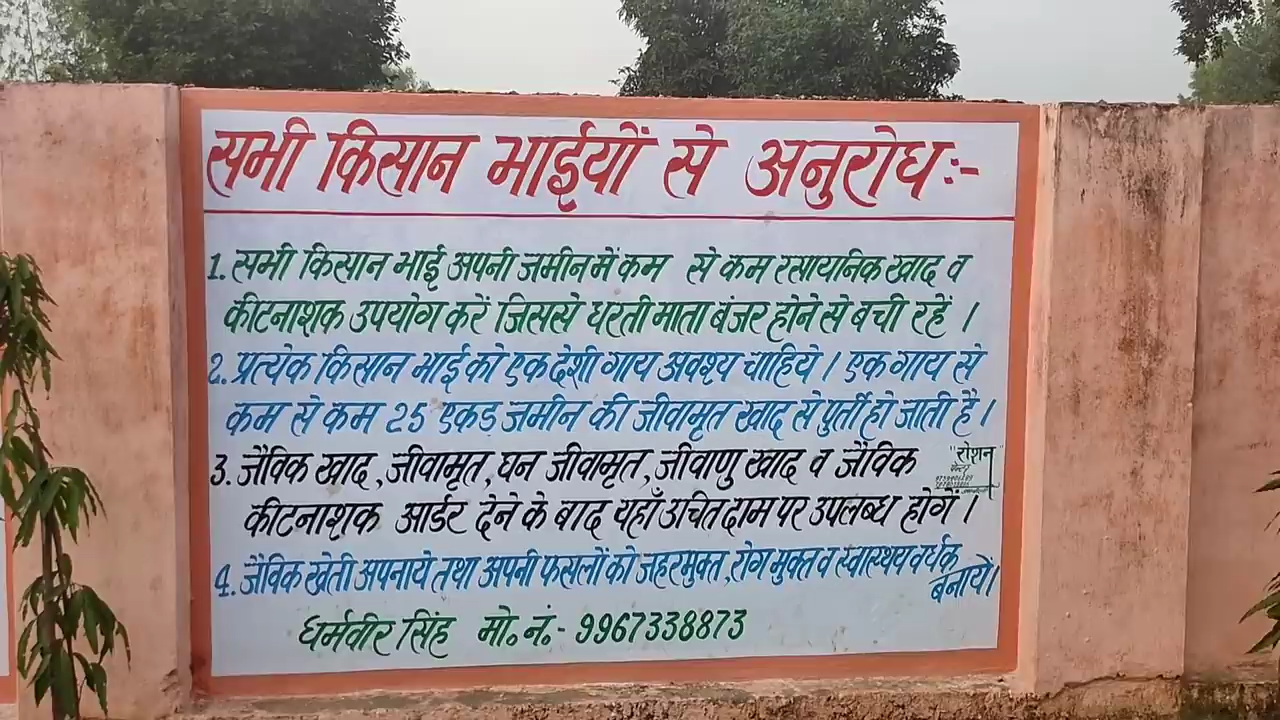 सभी किसान भाईयों से अनुरोध :-
1. सभी किसान भाई अपनी जमीन में कम से कम रसायनिक खाद व
कीटनाशक उपयोग करें जिससे धरती माता बंजर होने से बची रहें ।
2. प्रत्येक किसान भाई को एक देशी गाय अवश्य चाहिये । एक गाय से
कम से कम 25 एकड़ जमीन की जीवामृत खाद से पुर्ती हो जाती है ।
3. जैविक खाद, जीवामृत, घन जीवामृत, जीवाणु खाद व जैविक
"रोशन"
पेन्टर
कीटनाशक आर्डर देने के बाद यहाँ उचित दाम पर उपलब्ध होगें ।
4. जैविक खेती अपनाये तथा अपनी फसलों को जहरमुक्त, रोग मुक्त व स्वास्थय वर्धक
बनायें।
धर्मवीर सिंह मो. नं.- 9967338873